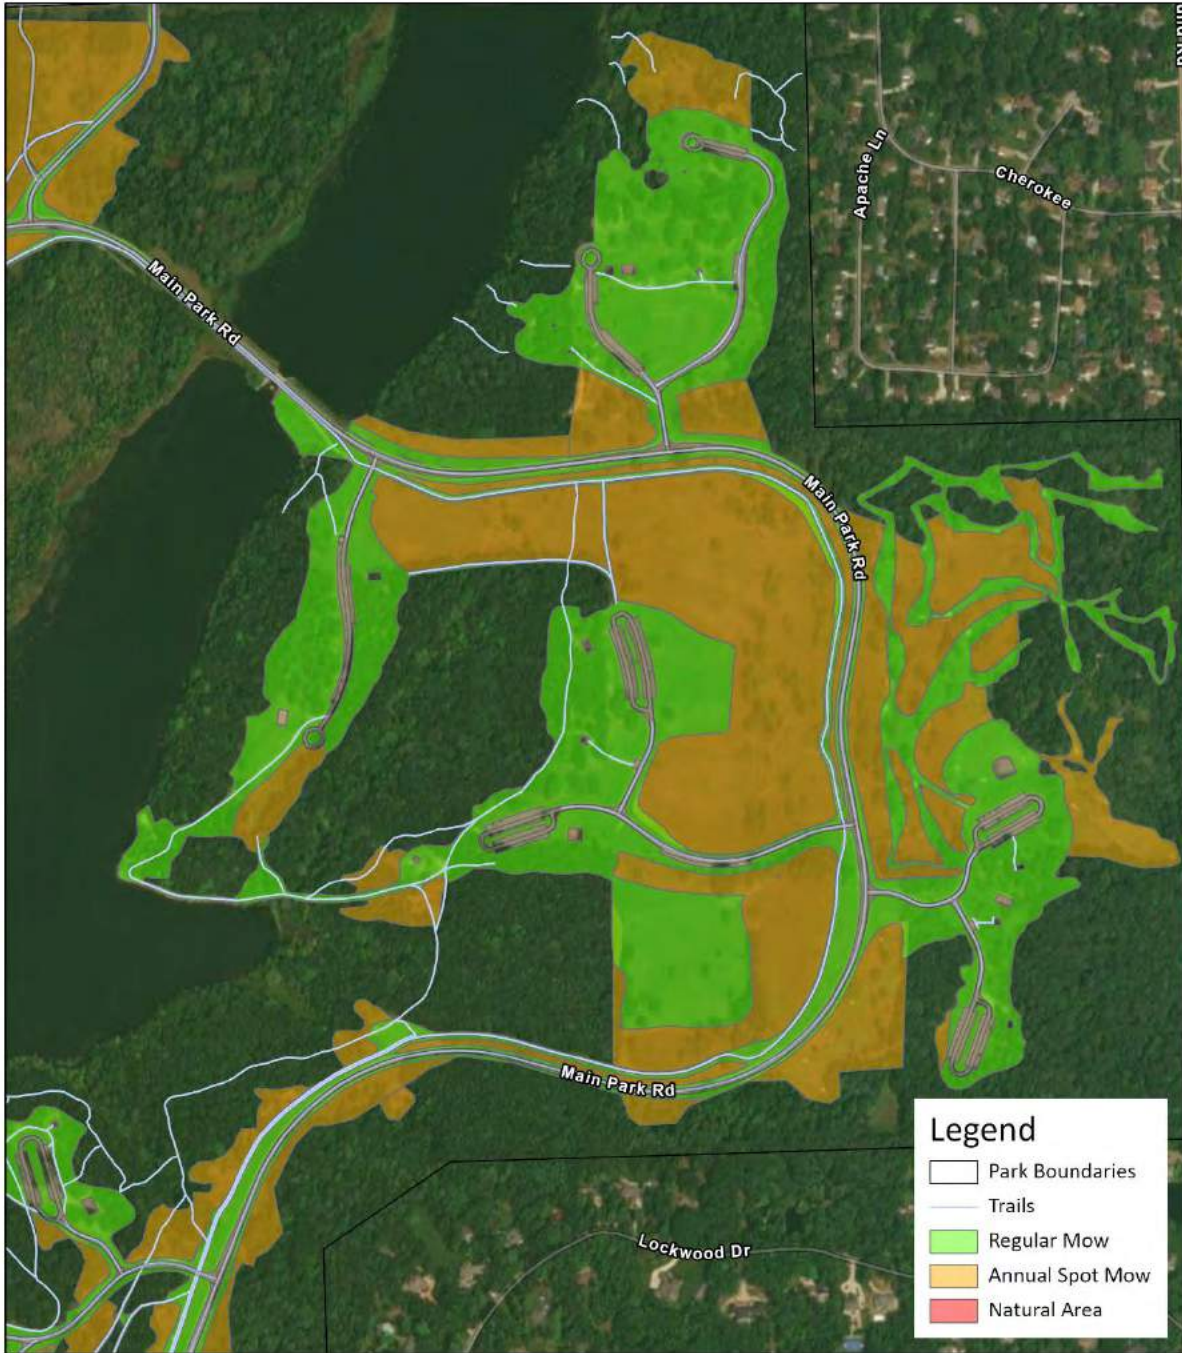 Apache Ln
Cherokee
Main Park Rd
Main Park Rd
Main Park Rd
Lockwood Dr
Legend
Park Boundaries
Trails
Regular Mow
Annual Spot Mow
Natural Area